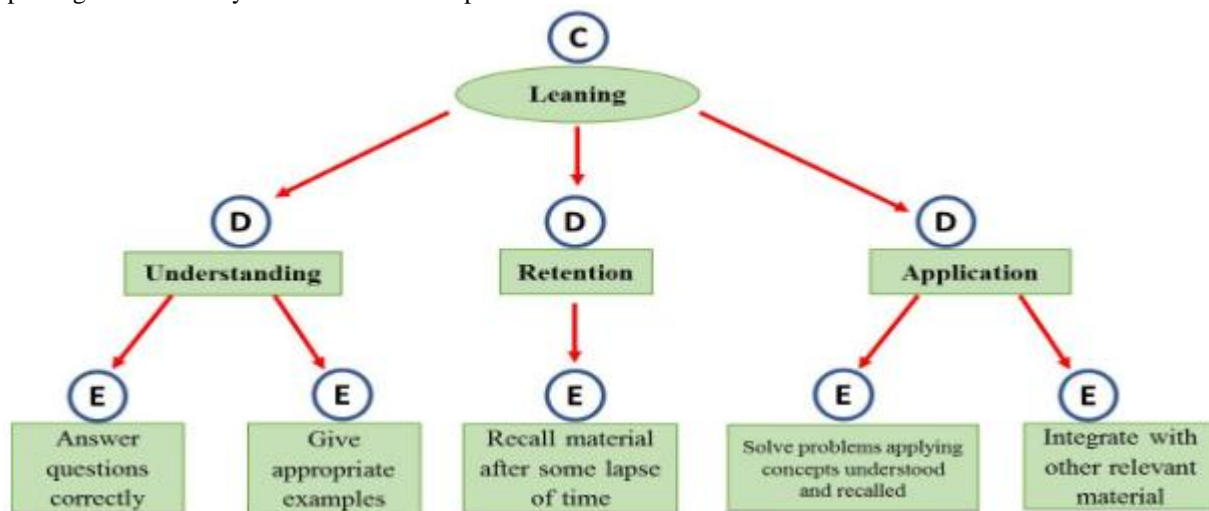 C
Leaning
D
D
D
Understanding
Retention
Application
E
E
E
E
E
Answer
questions
correctly
Give
appropriate
examples
Recall material
after some lapse
of time
Solve problems applying
concepts understood
and recalled
Integrate with
other relevant
material